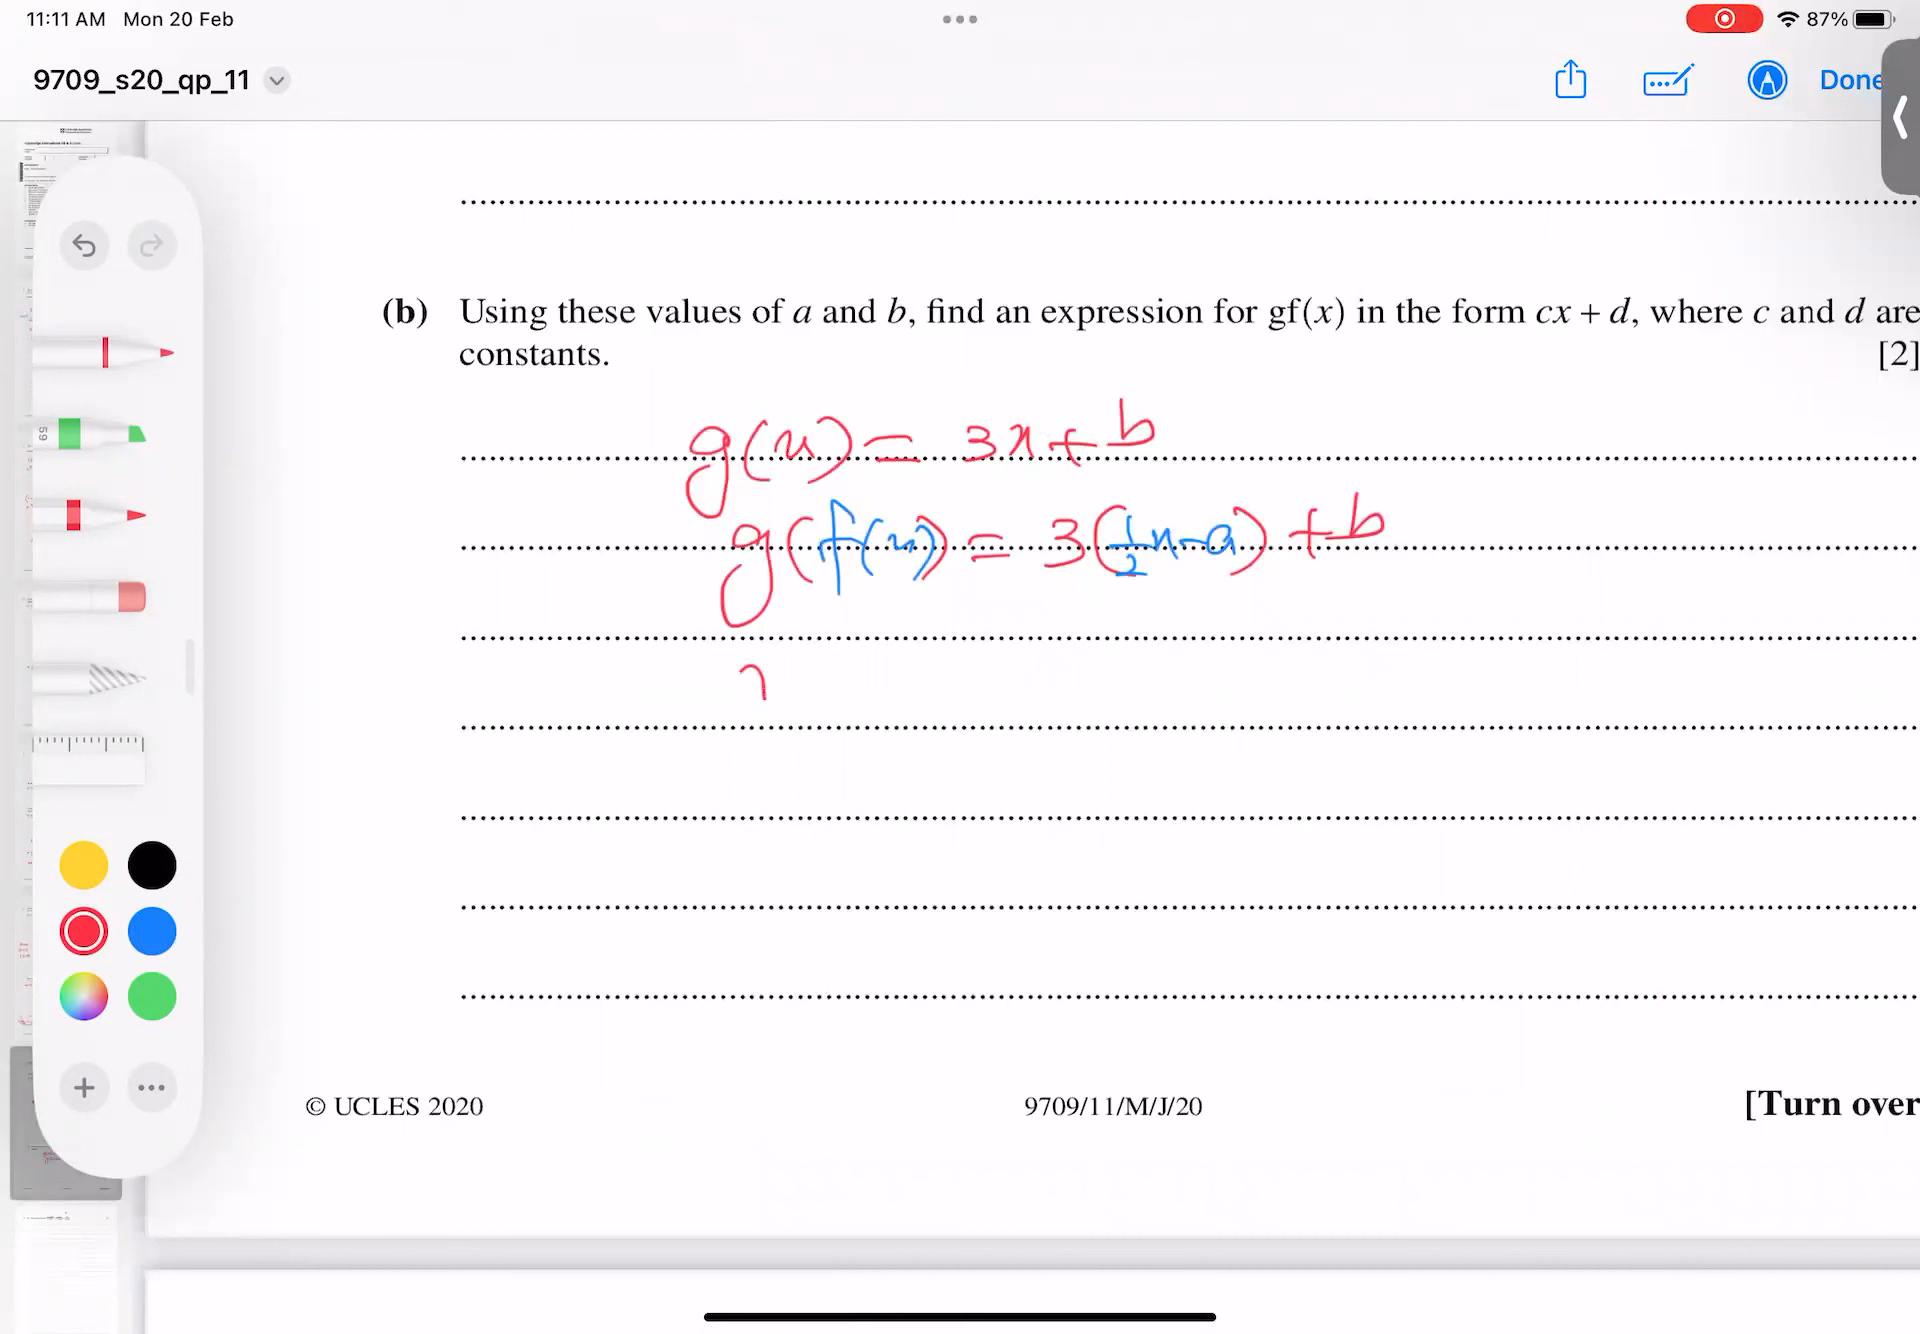 11:11 AM Mon 20 Feb
87%
9709_s20_qp_11
Done
(b) Using these values of a and b, find an expression for gf(x) in the form cx + d, where c and d are
constants. [2]
g(x) = 3x + b
g(f(x)) = 3(1/2 x - a) + b
59
© UCLES 2020
9709/11/M/J/20
[Turn over